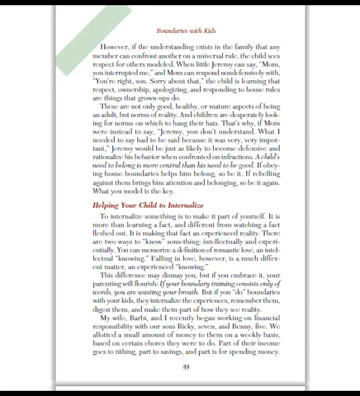 Boundaries with Kids
However, if the understanding exists in the family that any
member can confront another on a universal rule, the child sees
respect for others modeled. When little Jeremy can say, "Mom,
you interrupted me," and Mom can respond nondefensively with,
"You're right, son. Sorry about that," the child is learning that
respect, ownership, apologizing, and responding to house rules
are things that grown-ups do.
These are not only good, healthy, or mature aspects of being
an adult, but norms of reality. And children are desperately look-
ing for norms on which to hang their hats. That's why, if Mom
were instead to say, "Jeremy, you don't understand. What I
needed to say had to be said because it was very, very impor-
tant," Jeremy would be just as likely to become defensive and
rationalize his behavior when confronted on infractions. A child's
need to belong is more central than his need to be good. If obey-
ing house boundaries helps him belong, so be it. If rebelling
against them brings him attention and belonging, so be it again.
What you model is the key.
Helping Your Child to Internalize
To internalize something is to make it part of yourself. It is
more than learning a fact, and different from watching a fact
fleshed out. It is making that fact an experienced reality. There
are two ways to "know" something: intellectually and experi-
entially. You can memorize a definition of romantic love, an intel-
lectual "knowing." Falling in love, however, is a much differ-
ent matter, an experienced "knowing."
This difference may dismay you, but if you embrace it, your
parenting will flourish: If your boundary training consists only of
words, you are wasting your breath. But if you "do" boundaries
with your kids, they internalize the experiences, remember them,
digest them, and make them part of how they see reality.
My wife, Barbi, and I recently began working on financial
responsibility with our sons Ricky, seven, and Benny, five. We
allotted a small amount of money to them on a weekly basis,
based on certain chores they were to do. Part of their income
goes to tithing, part to savings, and part is for spending money.
44